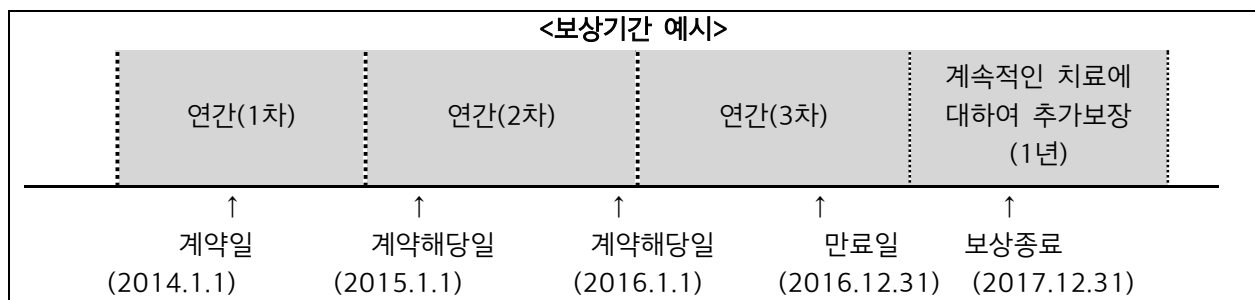 <보상기간 예시>
계속적인 치료에
연간(1차) 연간(2차) 연간(3차) 대하여 추가보장
(1년)
↑ ↑ ↑ ↑ ↑
계약일 계약해당일 계약해당일 만료일 보상종료
(2014.1.1) (2015.1.1) (2016.1.1) (2016.12.31) (2017.12.31)